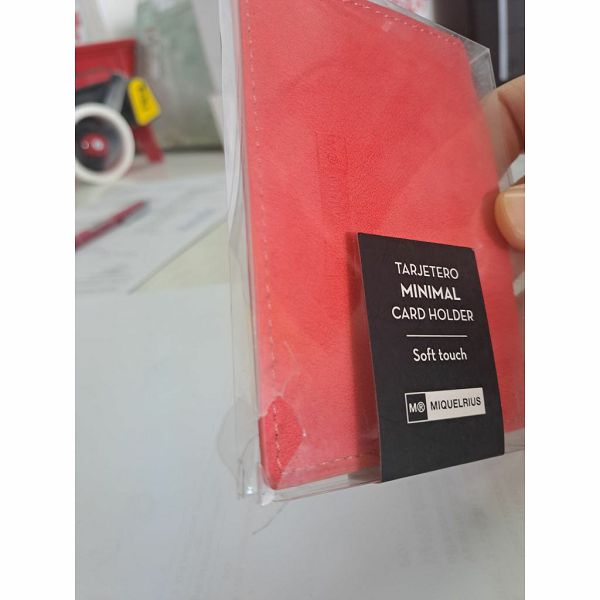 TARJETERO
MINIMAL
CARD HOLDER
Soft touch
M® MIQUELRIUS